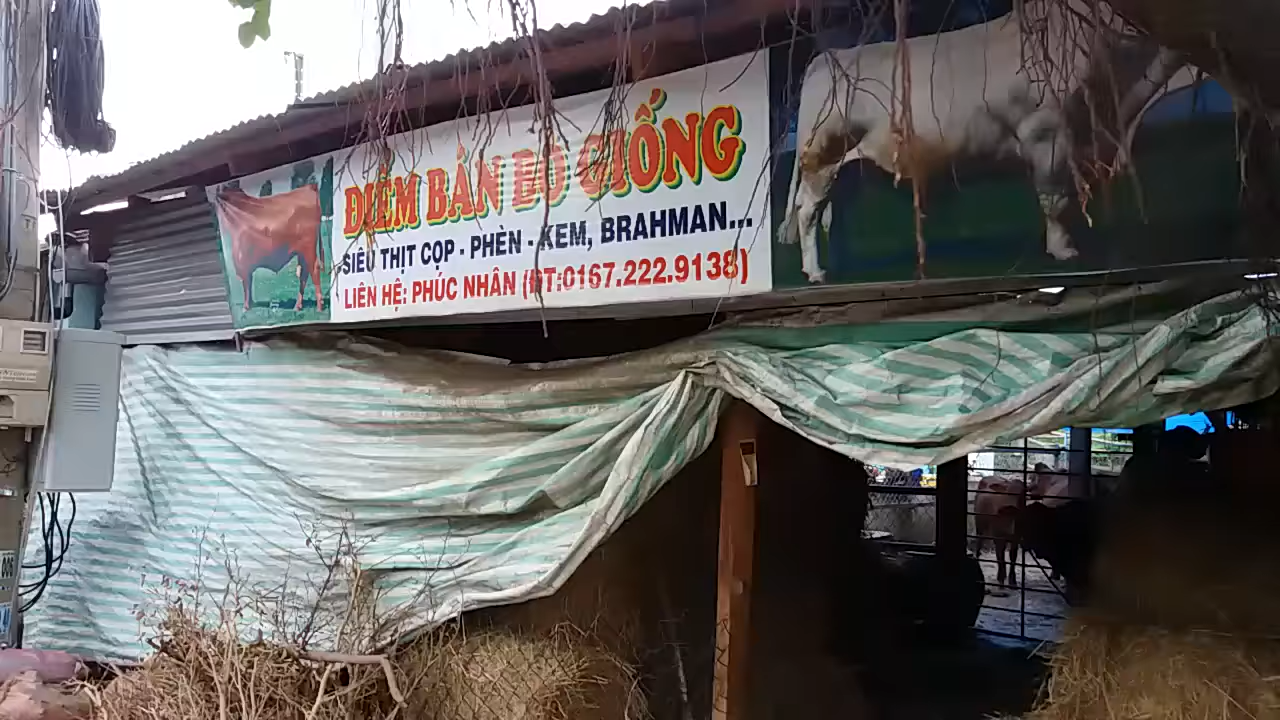 ĐIỂM BÁN BÒ GIỐNG
SIÊU THỊT CỌP - PHÈN - KEM, BRAHMAN...
LIÊN HỆ: PHÚC NHÂN (ĐT:0167.222.9138)